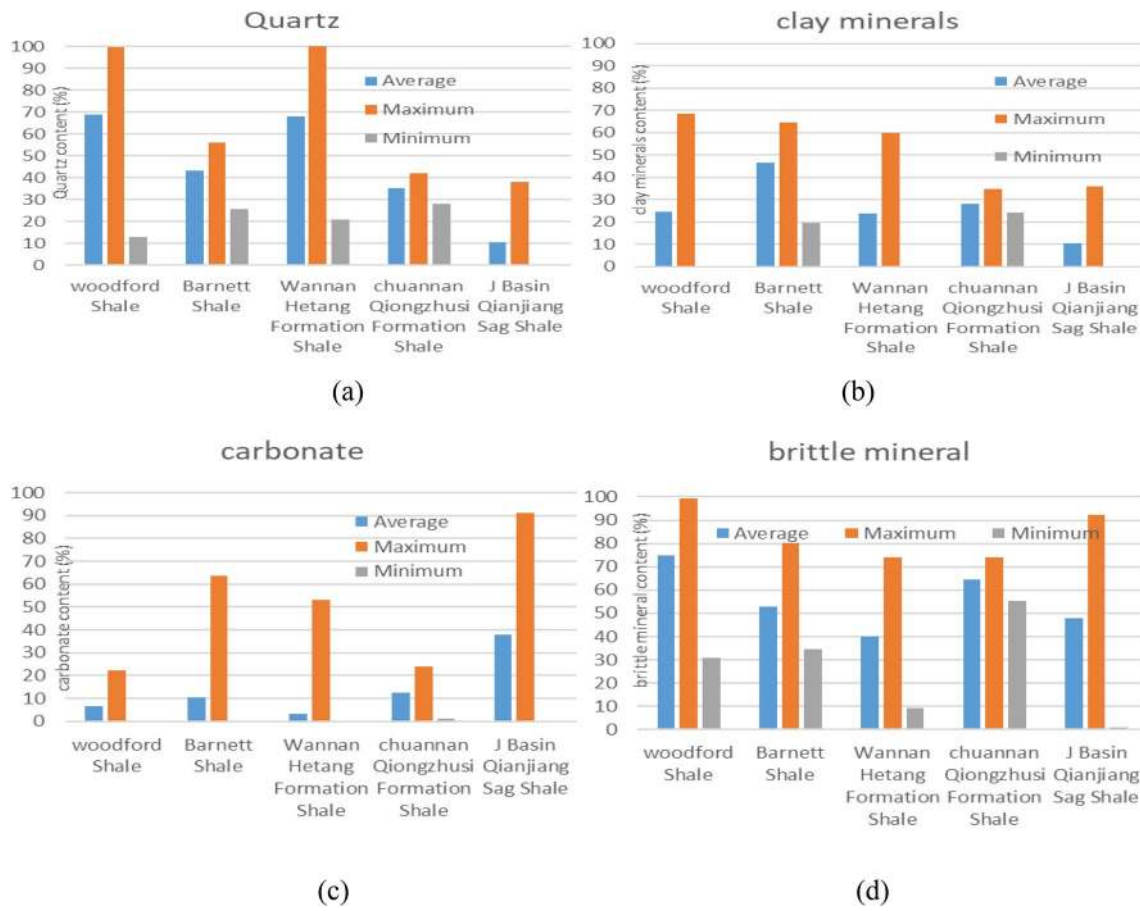 Quartz
100
90
80
70
60
50
40
30
20
10
0
Quartz content (%)
Average
Maximum
Minimum
woodford Shale
Barnett Shale
Wannan Hetang Formation Shale
chuannan Qiongzhusi Formation Shale
J Basin Qianjiang Sag Shale
(a)
clay minerals
100
90
80
70
60
50
40
30
20
10
0
clay minerals content (%)
Average
Maximum
Minimum
woodford Shale
Barnett Shale
Wannan Hetang Formation Shale
chuannan Qiongzhusi Formation Shale
J Basin Qianjiang Sag Shale
(b)
carbonate
100
90
80
70
60
50
40
30
20
10
0
carbonate content (%)
Average
Maximum
Minimum
woodford Shale
Barnett Shale
Wannan Hetang Formation Shale
chuannan Qiongzhusi Formation Shale
J Basin Qianjiang Sag Shale
(c)
brittle mineral
100
90
80
70
60
50
40
30
20
10
0
brittle mineral content (%)
Average Maximum Minimum
woodford Shale
Barnett Shale
Wannan Hetang Formation Shale
chuannan Qiongzhusi Formation Shale
J Basin Qianjiang Sag Shale
(d)